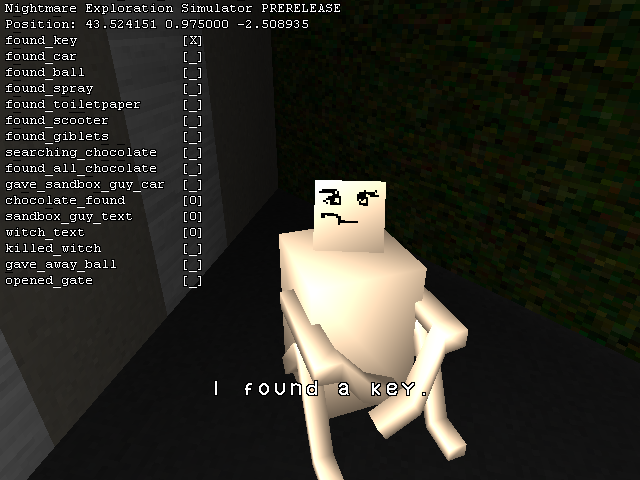 Nightmare Exploration Simulator PRERELEASE
Position: 43.524151 0.975000 -2.508935
found_key [X]
found_car [_]
found_ball [_]
found_spray [_]
found_toiletpaper [_]
found_scooter [_]
found_giblets [_]
searching_chocolate [_]
found_all_chocolate [_]
gave_sandbox_guy_car [_]
chocolate_found [0]
sandbox_guy_text [0]
witch_text [0]
killed_witch [_]
gave_away_ball [_]
opened_gate [_]
I found a key.